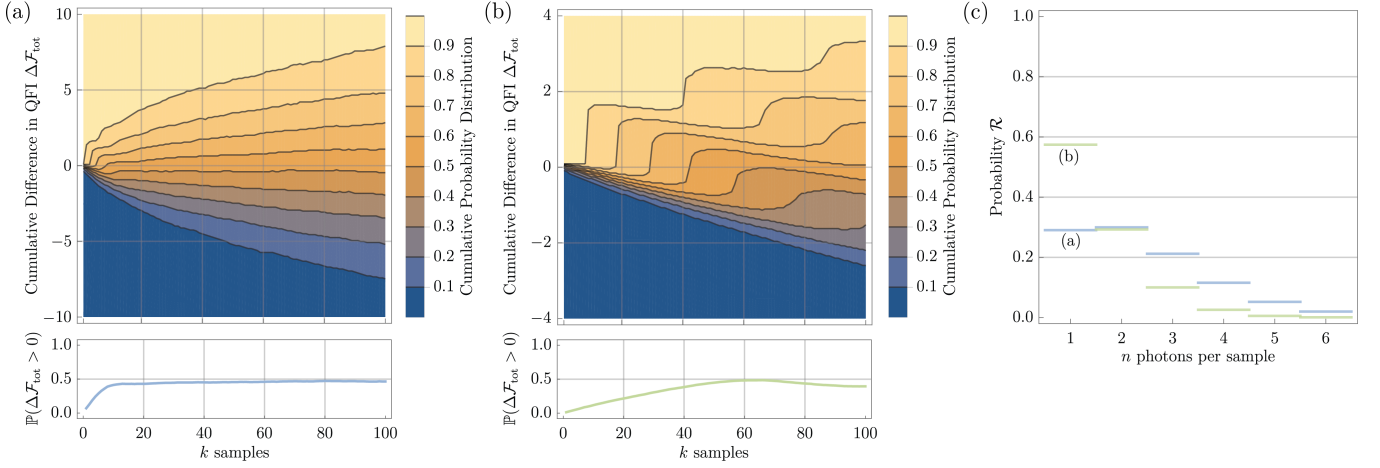 (a)
Cumulative Difference in QFI Δℱtot
10
5
0
−5
−10
0.9
0.8
0.7
0.6
0.5
0.4
0.3
0.2
0.1
Cumulative Probability Distribution
ℙ(Δℱtot > 0)
1.0
0.5
0.0
0 20 40 60 80 100
k samples
(b)
Cumulative Difference in QFI Δℱtot
4
2
0
−2
−4
0.9
0.8
0.7
0.6
0.5
0.4
0.3
0.2
0.1
Cumulative Probability Distribution
ℙ(Δℱtot > 0)
1.0
0.5
0.0
0 20 40 60 80 100
k samples
(c)
Probability ℛ
1.0
0.8
0.6
0.4
0.2
0.0
(b)
(a)
1 2 3 4 5 6
n photons per sample